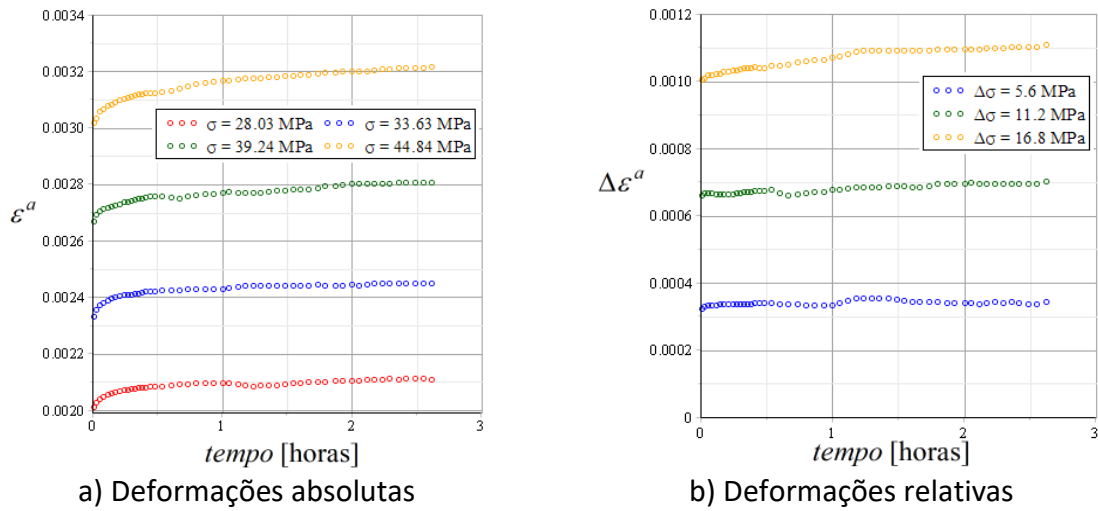 0.0034
0.0032
0.0030
0.0028
0.0026
0.0024
0.0022
0.0020
εᵃ
σ = 28.03 MPa σ = 33.63 MPa
σ = 39.24 MPa σ = 44.84 MPa
0 1 2 3
tempo [horas]
a) Deformações absolutas
0.0012
0.0010
0.0008
0.0006
0.0004
0.0002
0
Δεᵃ
Δσ = 5.6 MPa
Δσ = 11.2 MPa
Δσ = 16.8 MPa
0 1 2 3
tempo [horas]
b) Deformações relativas